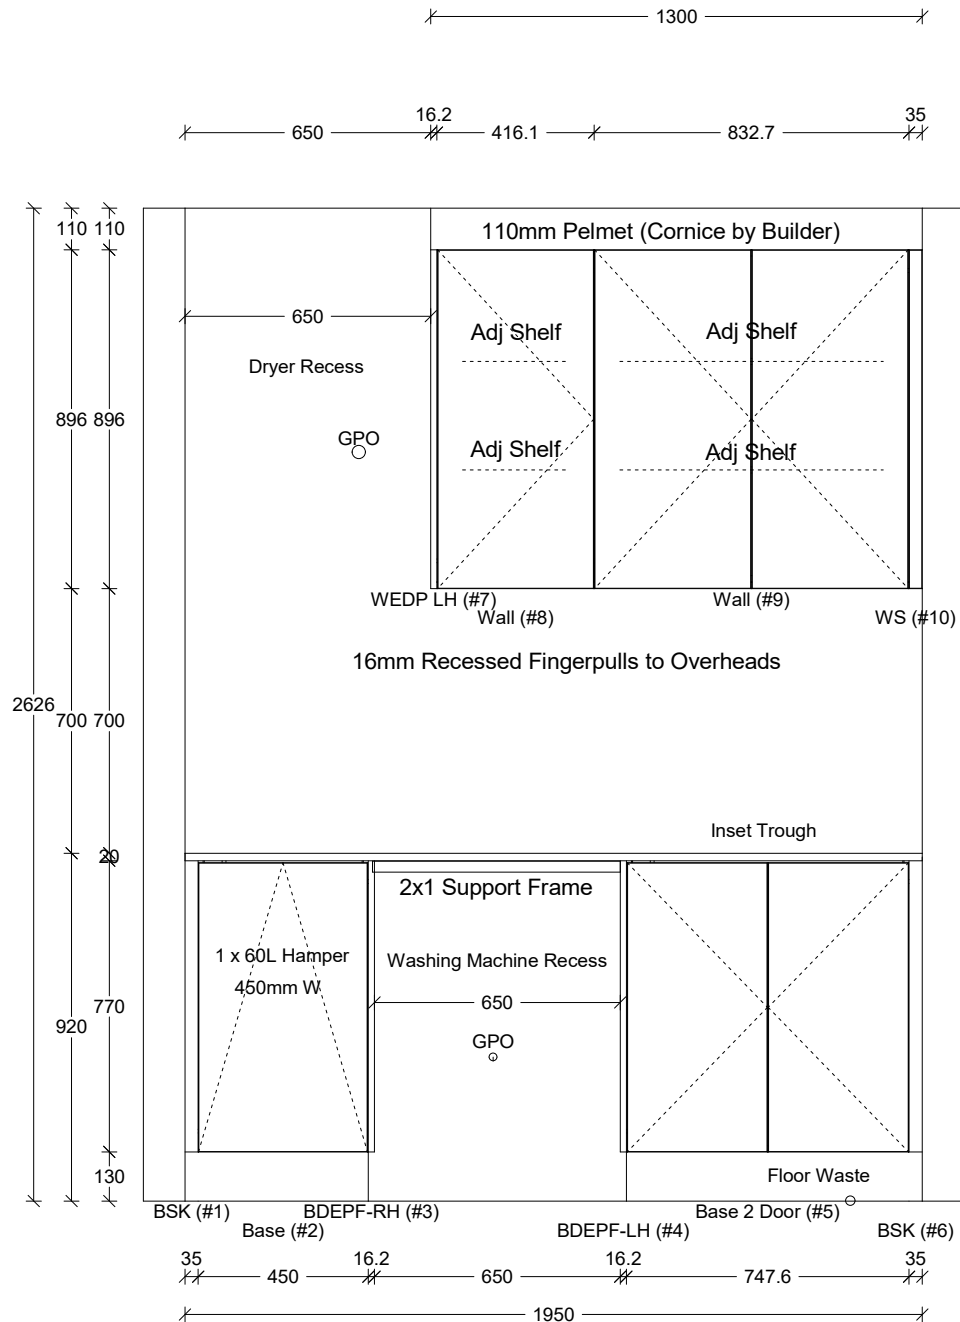 1300
16.2 35
650 416.1 832.7
110 110
110mm Pelmet (Cornice by Builder)
650
Adj Shelf Adj Shelf
Dryer Recess
896 896
GPO
Adj Shelf Adj Shelf
WEDP LH (#7) Wall (#9)
Wall (#8) WS (#10)
16mm Recessed Fingerpulls to Overheads
2626
700 700
Inset Trough
20
2x1 Support Frame
1 x 60L Hamper
Washing Machine Recess
450mm W
650
770
920
GPO
130
Floor Waste
BSK (#1) BDEPF-RH (#3) Base 2 Door (#5)
Base (#2) BDEPF-LH (#4) BSK (#6)
35 16.2 16.2 35
450 650 747.6
1950